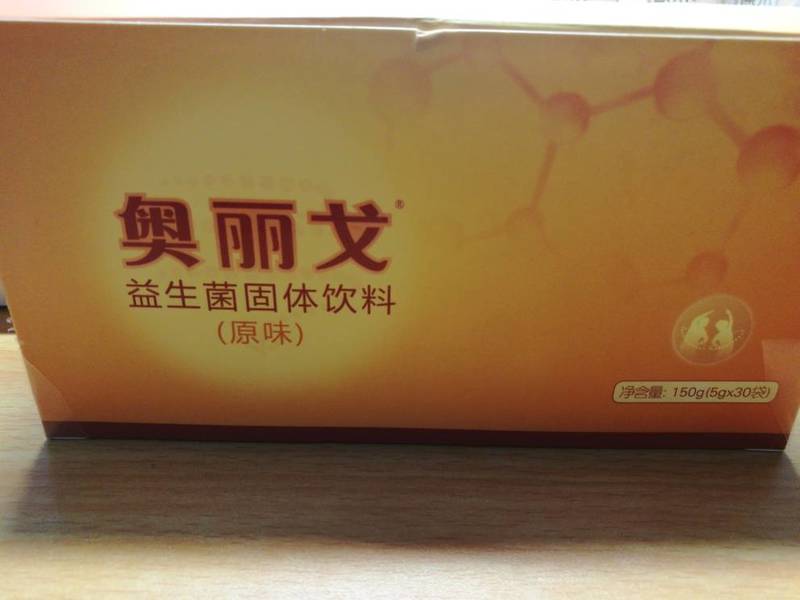 奥丽戈®
益生菌固体饮料
(原味)
净含量: 150g(5gx30袋)